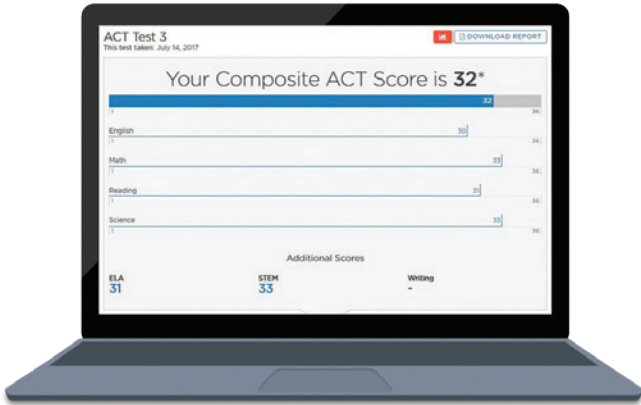 ACT Test 3
This test taken: July 14, 2017
DOWNLOAD REPORT
Your Composite ACT Score is 32*
32
1 36
English 30
1 36
Math 33
1 36
Reading 31
1 36
Science 33
1 36
Additional Scores
ELA STEM Writing
31 33 -